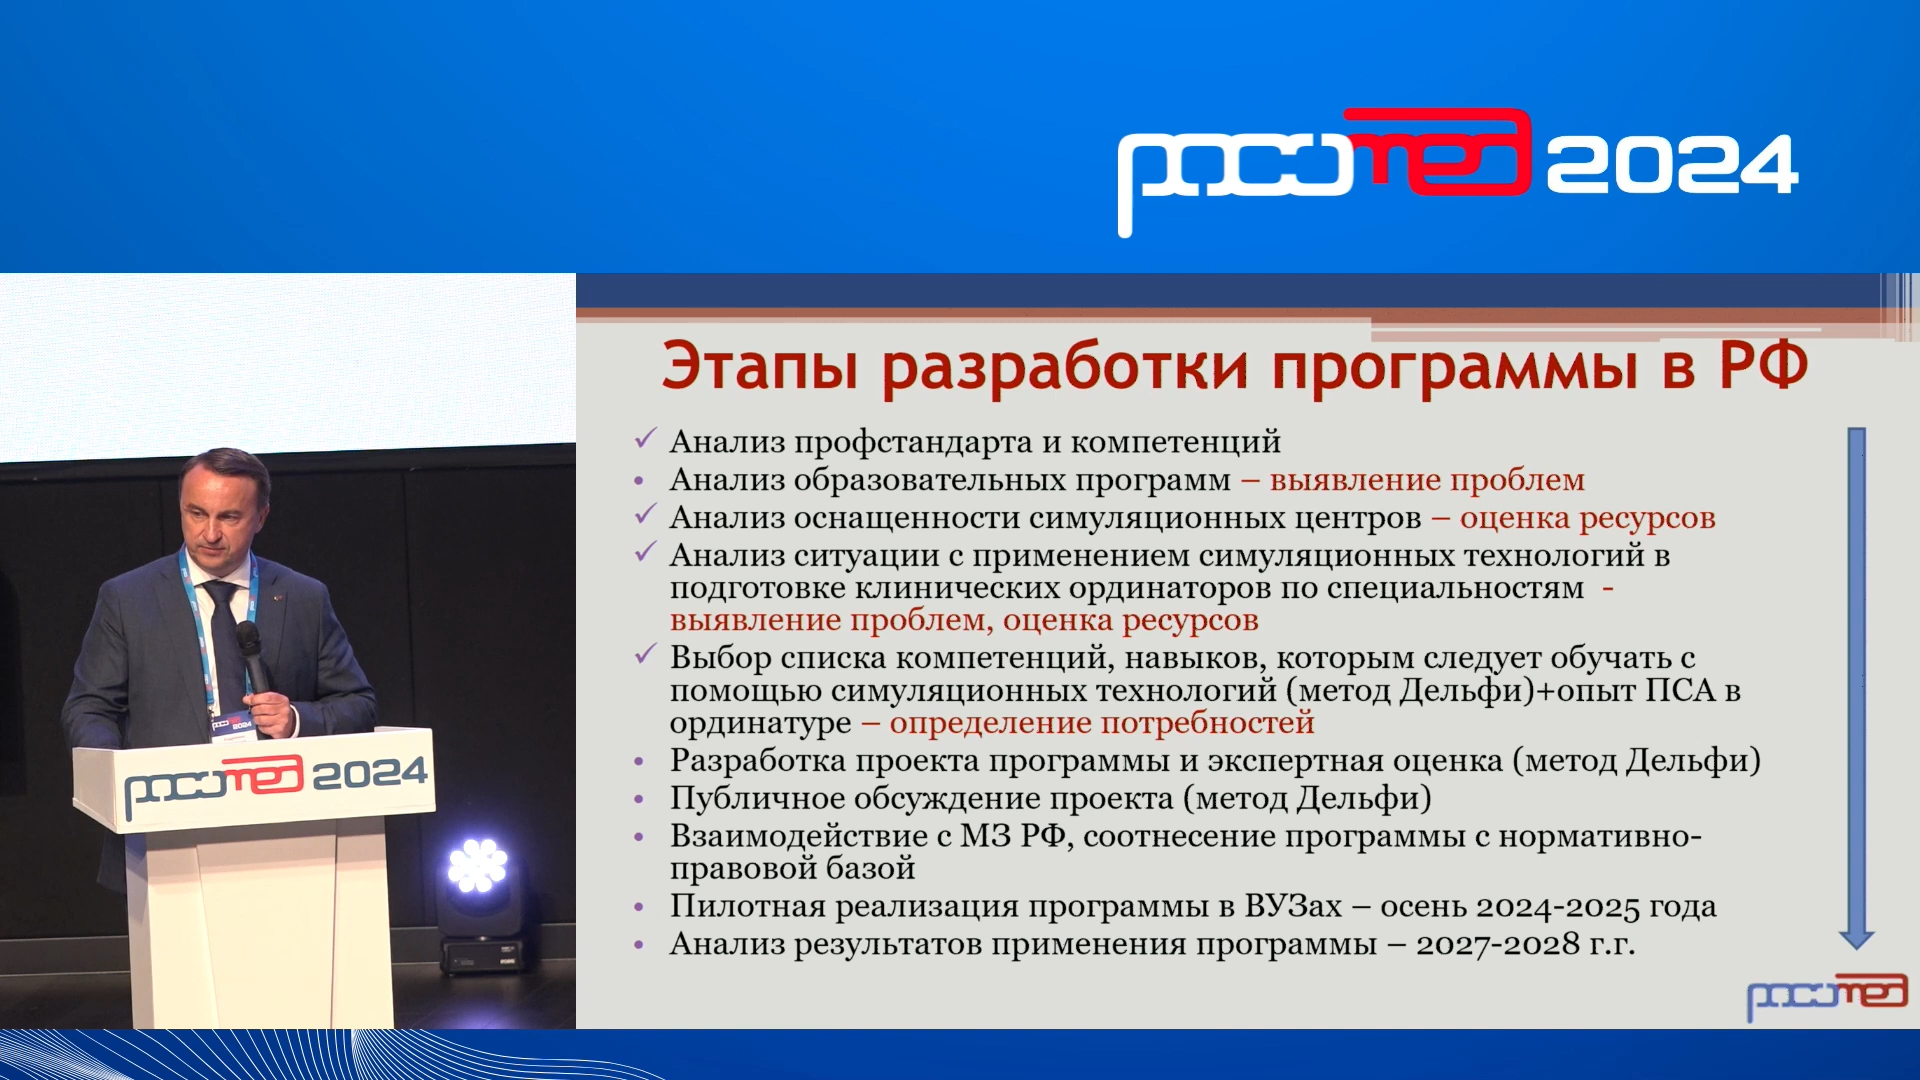 росомед 2024
Этапы разработки программы в РФ
✓ Анализ профстандарта и компетенций
• Анализ образовательных программ – выявление проблем
✓ Анализ оснащенности симуляционных центров – оценка ресурсов
✓ Анализ ситуации с применением симуляционных технологий в
подготовке клинических ординаторов по специальностям -
выявление проблем, оценка ресурсов
✓ Выбор списка компетенций, навыков, которым следует обучать с
помощью симуляционных технологий (метод Дельфи)+опыт ПСА в
ординатуре – определение потребностей
• Разработка проекта программы и экспертная оценка (метод Дельфи)
• Публичное обсуждение проекта (метод Дельфи)
• Взаимодействие с МЗ РФ, соотнесение программы с нормативно-
правовой базой
• Пилотная реализация программы в ВУЗах – осень 2024-2025 года
• Анализ результатов применения программы – 2027-2028 г.г.
росомед
росомед 2024